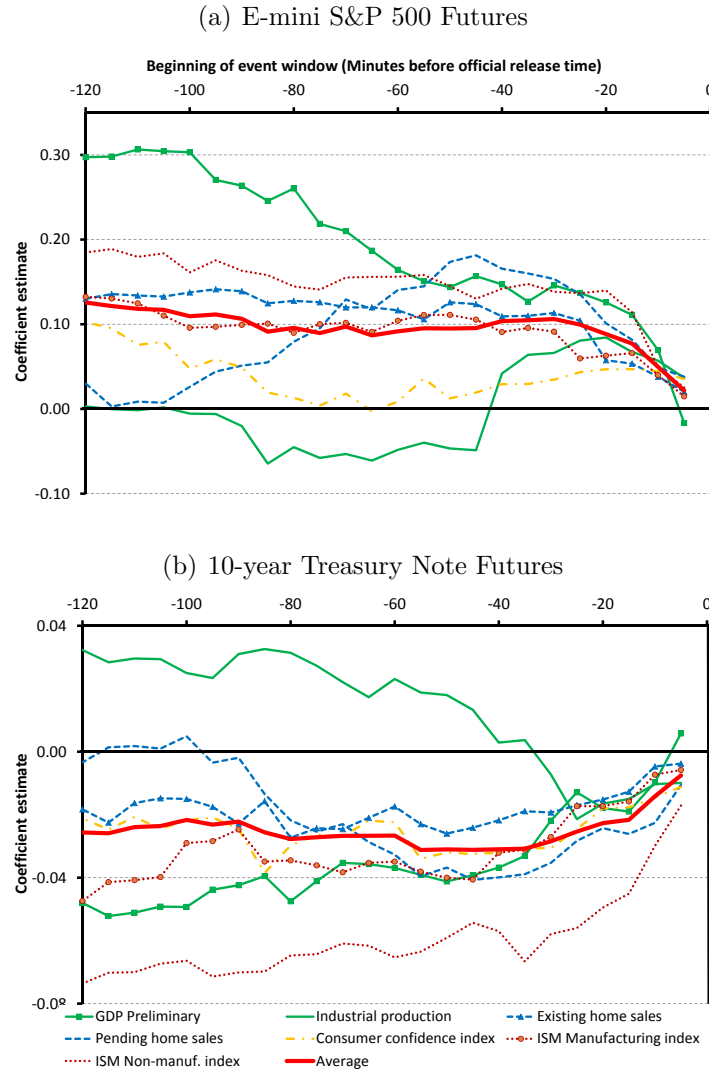 (a) E-mini S&P 500 Futures
Beginning of event window (Minutes before official release time)
-120 -100 -80 -60 -40 -20 0
0.30
0.20
0.10
0.00
-0.10
Coefficient estimate
(b) 10-year Treasury Note Futures
-120 -100 -80 -60 -40 -20 0
0.04
0.00
-0.04
Coefficient estimate
GDP Preliminary Industrial production Existing home sales
Pending home sales Consumer confidence index ISM Manufacturing index
ISM Non-manuf. index Average